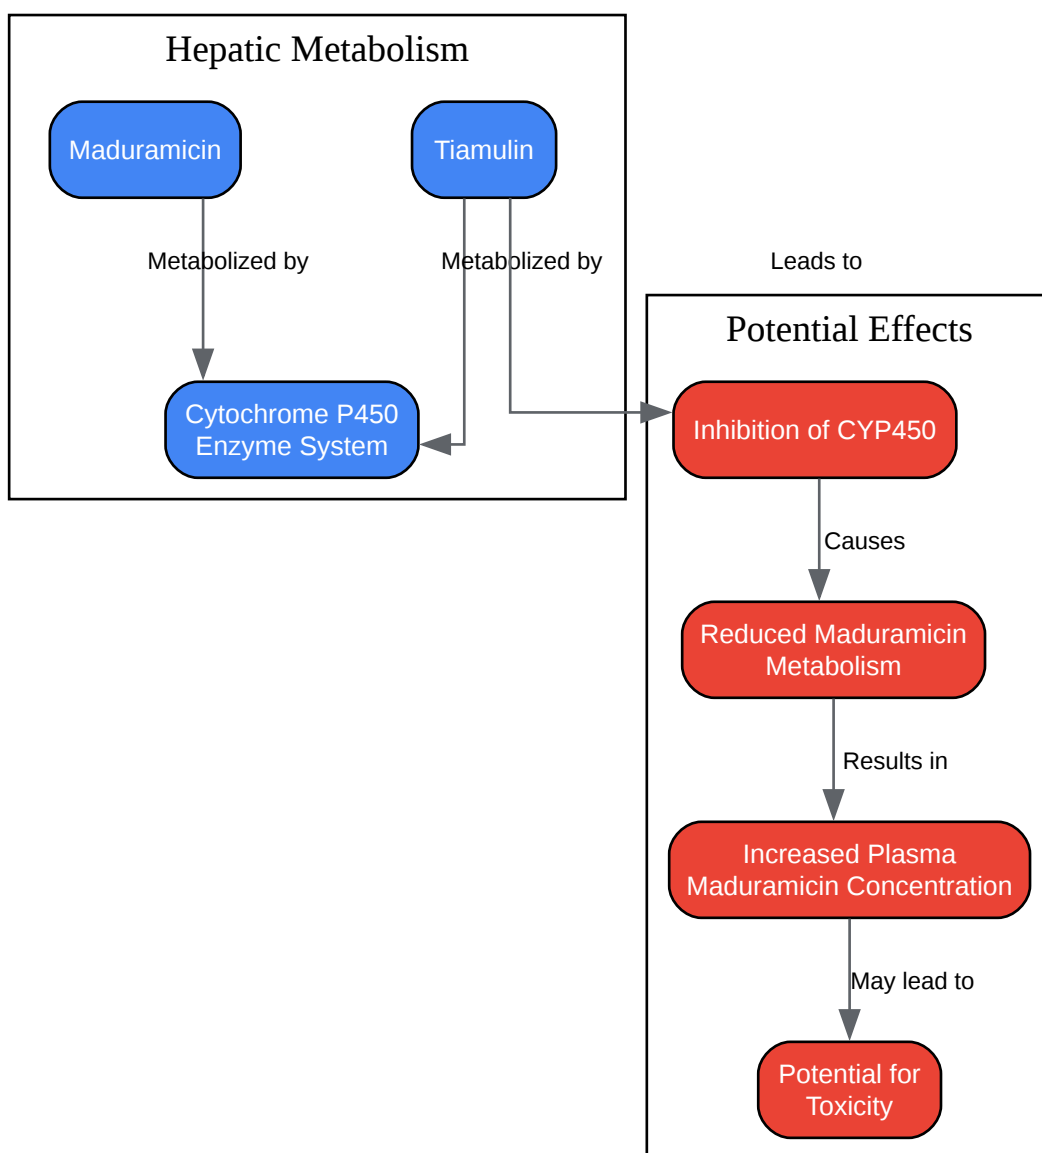 Hepatic Metabolism
Maduramicin
Tiamulin
Metabolized by
Metabolized by
Leads to
Cytochrome P450
Enzyme System
Potential Effects
Inhibition of CYP450
Causes
Reduced Maduramicin
Metabolism
Results in
Increased Plasma
Maduramicin Concentration
May lead to
Potential for
Toxicity